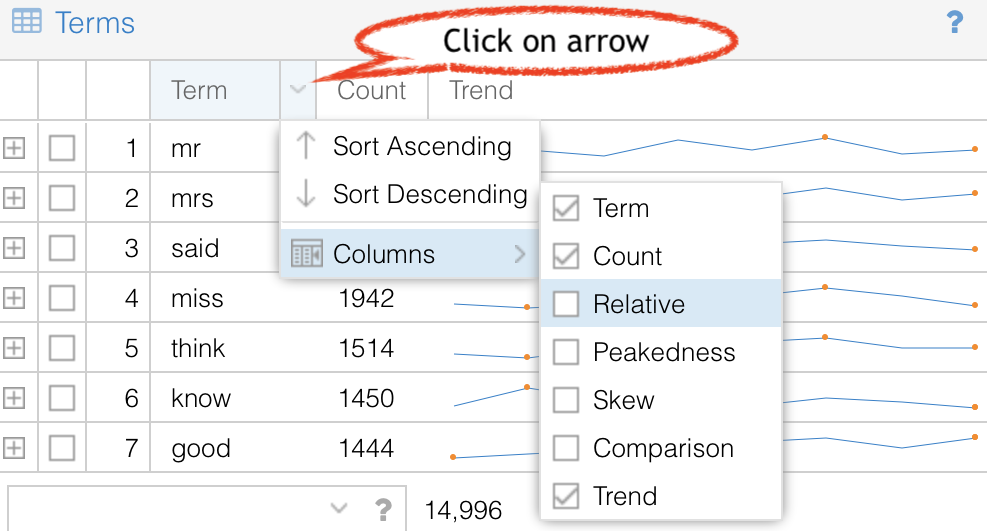 Terms
?
Click on arrow
Term Count Trend
1 mr
2 mrs
3 said
4 miss 1942
5 think 1514
6 know 1450
7 good 1444
Sort Ascending
Sort Descending
Columns
Term
Count
Relative
Peakedness
Skew
Comparison
Trend
? 14,996